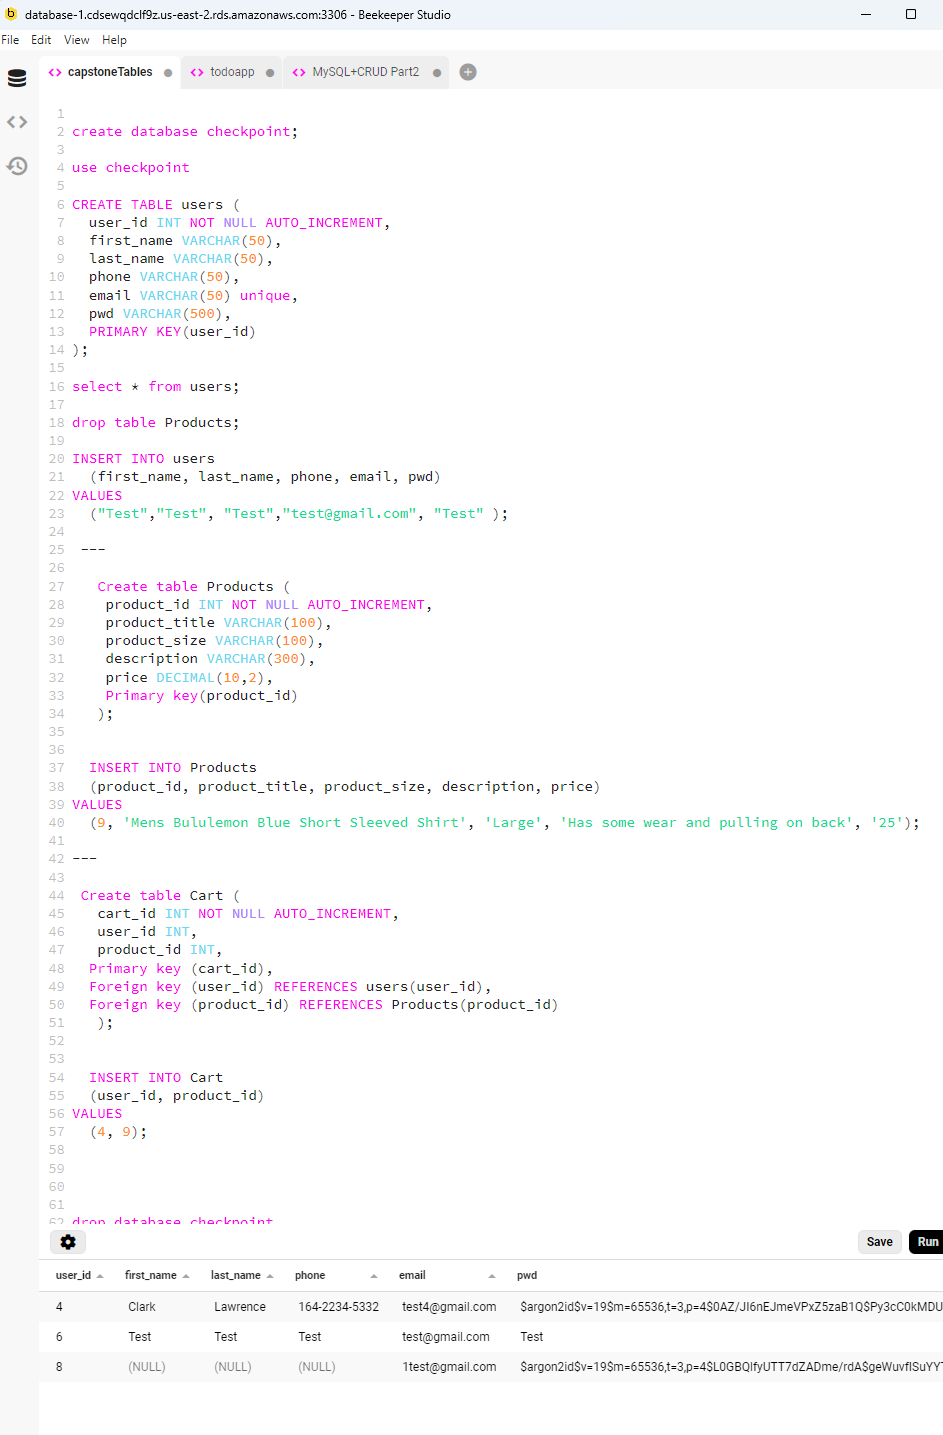 database-1.cdsewqdclf9z.us-east-2.rds.amazonaws.com:3306 - Beekeeper Studio
File Edit View Help
capstoneTables todoapp MySQL+CRUD Part2
1
2 create database checkpoint;
3
4 use checkpoint
5
6 CREATE TABLE users (
7 user_id INT NOT NULL AUTO_INCREMENT,
8 first_name VARCHAR(50),
9 last_name VARCHAR(50),
10 phone VARCHAR(50),
11 email VARCHAR(50) unique,
12 pwd VARCHAR(500),
13 PRIMARY KEY(user_id)
14 );
15
16 select * from users;
17
18 drop table Products;
19
20 INSERT INTO users
21 (first_name, last_name, phone, email, pwd)
22 VALUES
23 ("Test","Test", "Test","test@gmail.com", "Test" );
24
25 ---
26
27 Create table Products (
28 product_id INT NOT NULL AUTO_INCREMENT,
29 product_title VARCHAR(100),
30 product_size VARCHAR(100),
31 description VARCHAR(300),
32 price DECIMAL(10,2),
33 Primary key(product_id)
34 );
35
36
37 INSERT INTO Products
38 (product_id, product_title, product_size, description, price)
39 VALUES
40 (9, 'Mens Bululemon Blue Short Sleeved Shirt', 'Large', 'Has some wear and pulling on back', '25');
41
42 ---
43
44 Create table Cart (
45 cart_id INT NOT NULL AUTO_INCREMENT,
46 user_id INT,
47 product_id INT,
48 Primary key (cart_id),
49 Foreign key (user_id) REFERENCES users(user_id),
50 Foreign key (product_id) REFERENCES Products(product_id)
51 );
52
53
54 INSERT INTO Cart
55 (user_id, product_id)
56 VALUES
57 (4, 9);
58
59
60
61
62 drop database checkpoint
Save Run
user_id first_name last_name phone email pwd
4 Clark Lawrence 164-2234-5332 test4@gmail.com $argon2id$v=19$m=65536,t=3,p=4$0AZ/JI6nEJmeVPxZ5zaB1Q$Py3cC0kMDU
6 Test Test Test test@gmail.com Test
8 (NULL) (NULL) (NULL) 1test@gmail.com $argon2id$v=19$m=65536,t=3,p=4$L0GBQIfyUTT7dZADme/rdA$geWuvfISuYY